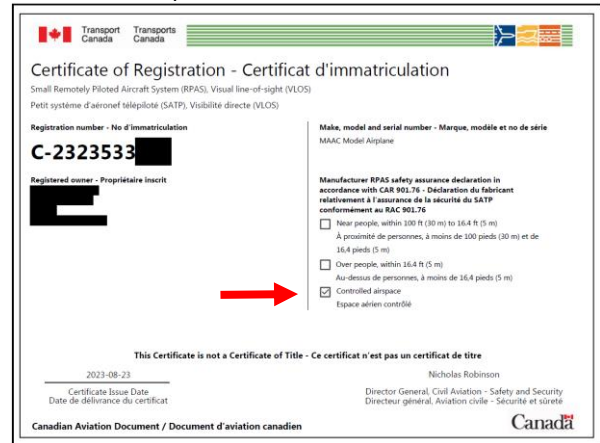 Transport Transports
Canada Canada
Certificate of Registration - Certificat d'immatriculation
Small Remotely Piloted Aircraft System (RPAS), Visual line-of-sight (VLOS)
Petit système d'aéronef télépiloté (SATP), Visibilité directe (VLOS)
Registration number - No d'immatriculation
C-2323533
Registered owner - Propriétaire inscrit
Make, model and serial number - Marque, modèle et no de série
MAAC Model Airplane
Manufacturer RPAS safety assurance declaration in
accordance with CAR 901.76 - Déclaration du fabricant
relativement à l'assurance de la sécurité du SATP
conformément au RAC 901.76
Near people, within 100 ft (30 m) to 16.4 ft (5 m)
À proximité de personnes, à moins de 100 pieds (30 m) et de
16,4 pieds (5 m)
Over people, within 16.4 ft (5 m)
Au-dessus de personnes, à moins de 16,4 pieds (5 m)
Controlled airspace
Espace aérien contrôlé
This Certificate is not a Certificate of Title - Ce certificat n'est pas un certificat de titre
2023-08-23
Certificate Issue Date
Date de délivrance du certificat
Nicholas Robinson
Director General, Civil Aviation - Safety and Security
Directeur général, Aviation civile - Sécurité et sûreté
Canadian Aviation Document / Document d'aviation canadien
Canada